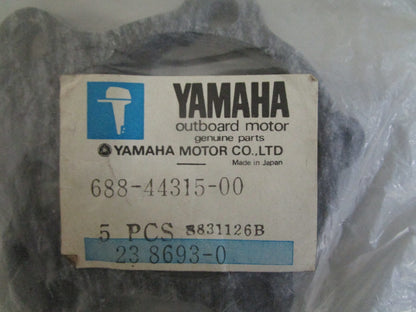 YAMAHA
outboard motor
genuine parts
YAMAHA MOTOR CO.,LTD
Made in Japan
688-44315-00
5 PCS 8831126B
23 8693-0